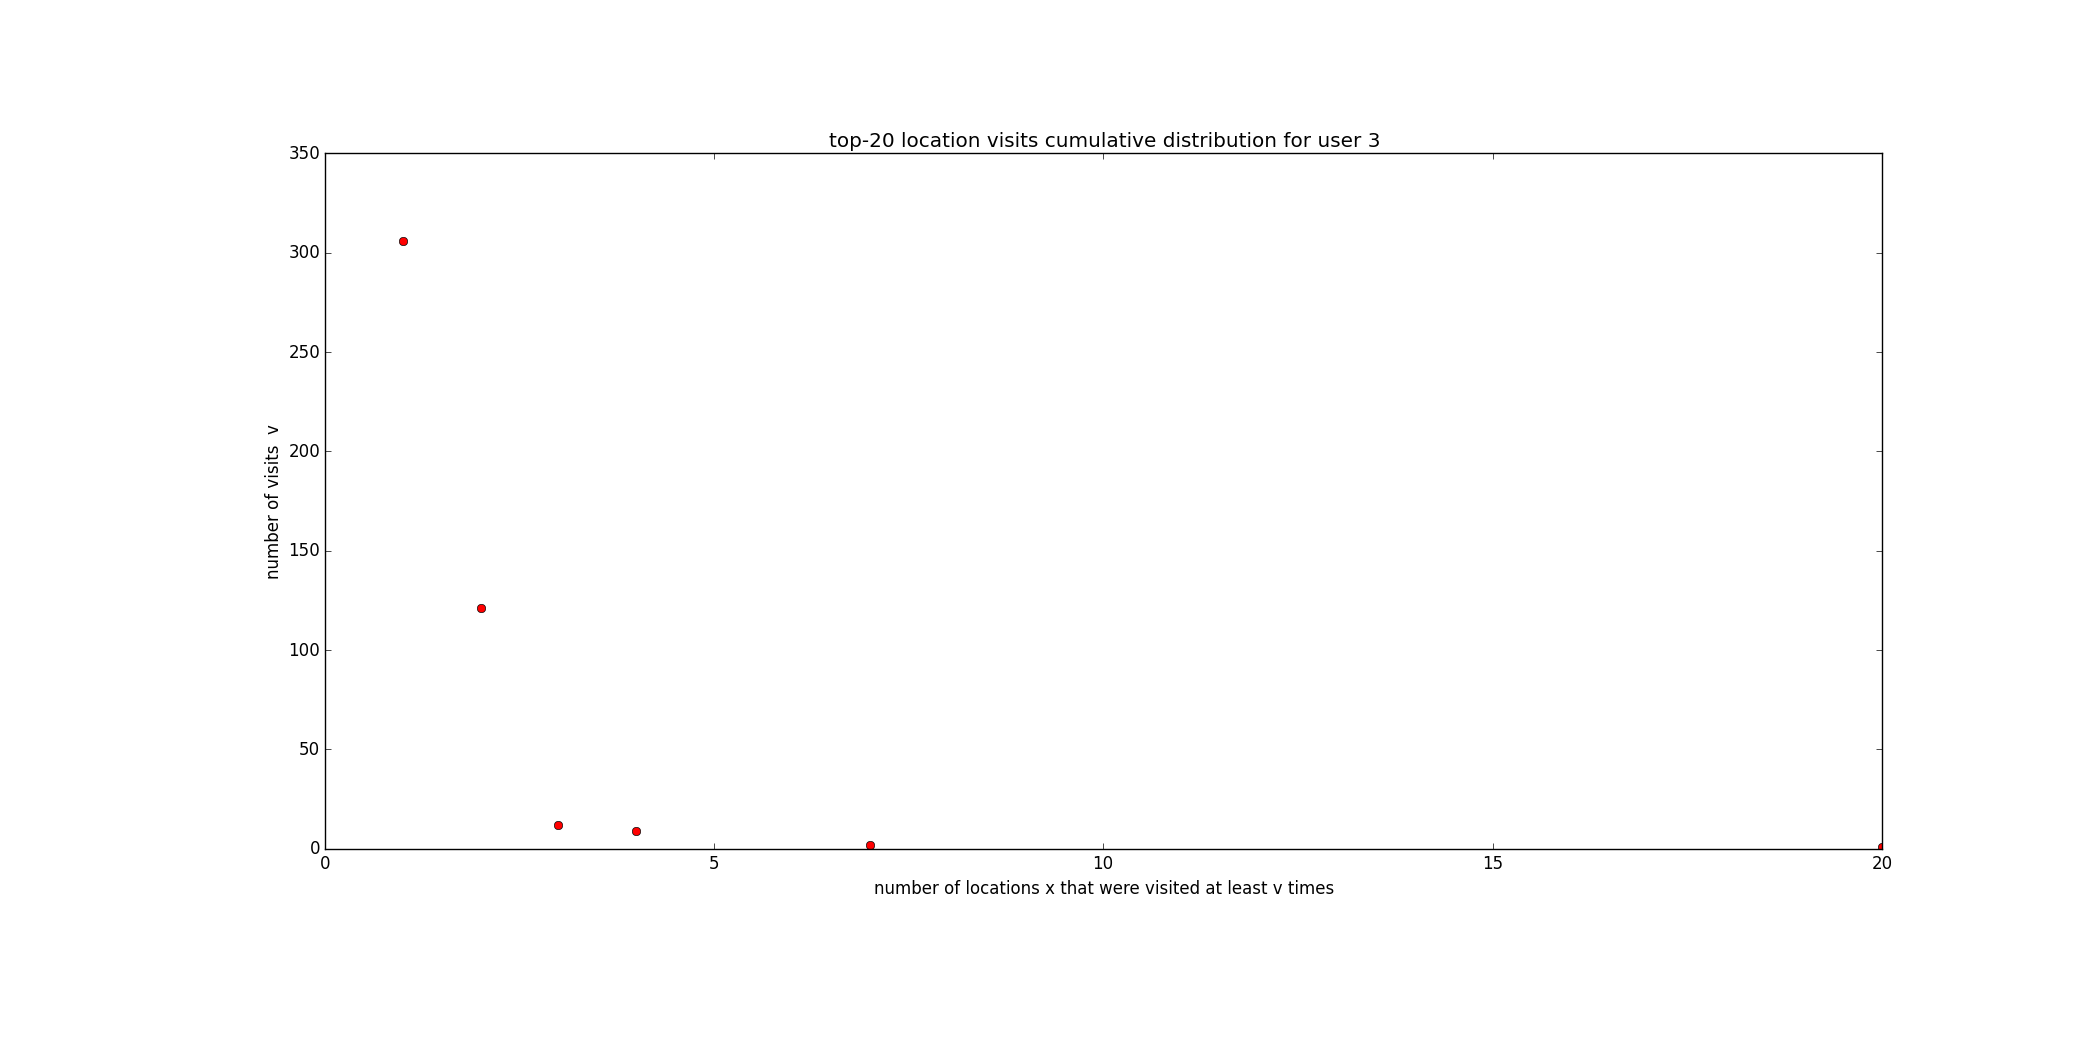 top-20 location visits cumulative distribution for user 3
350
300
250
200
150
100
50
0
number of visits  v
0 5 10 15 20
number of locations x that were visited at least v times